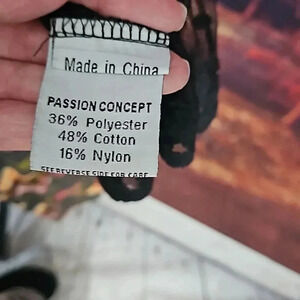 Made in China
PASSION CONCEPT
36% Polyester
48% Cotton
16% Nylon
SEE REVERSE SIDE FOR CARE